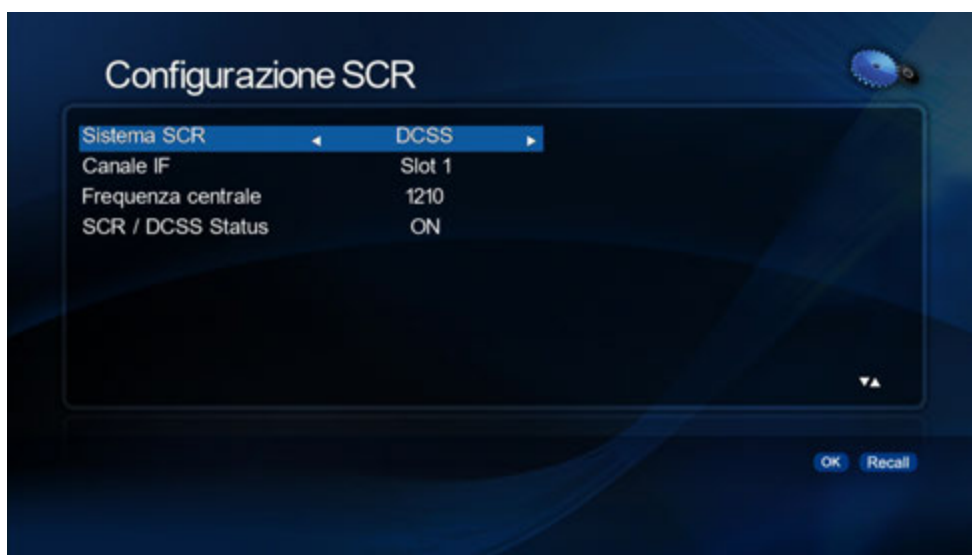 Configurazione SCR
Sistema SCR DCSS
Canale IF Slot 1
Frequenza centrale 1210
SCR / DCSS Status ON
OK Recall